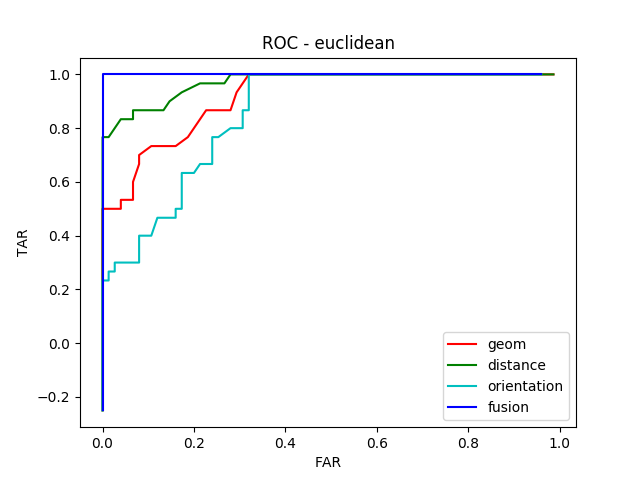 ROC - euclidean
1.0
0.8
0.6
0.4
0.2
0.0
−0.2
TAR
0.0 0.2 0.4 0.6 0.8 1.0
FAR
geom
distance
orientation
fusion